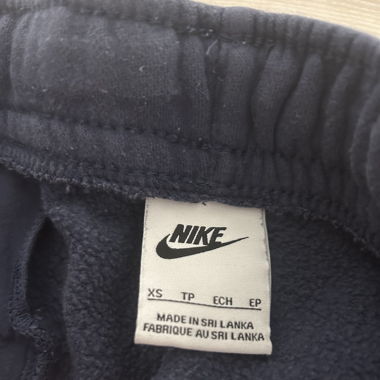 NIKE
XS TP ECH EP
MADE IN SRI LANKA
FABRIQUE AU SRI LANKA